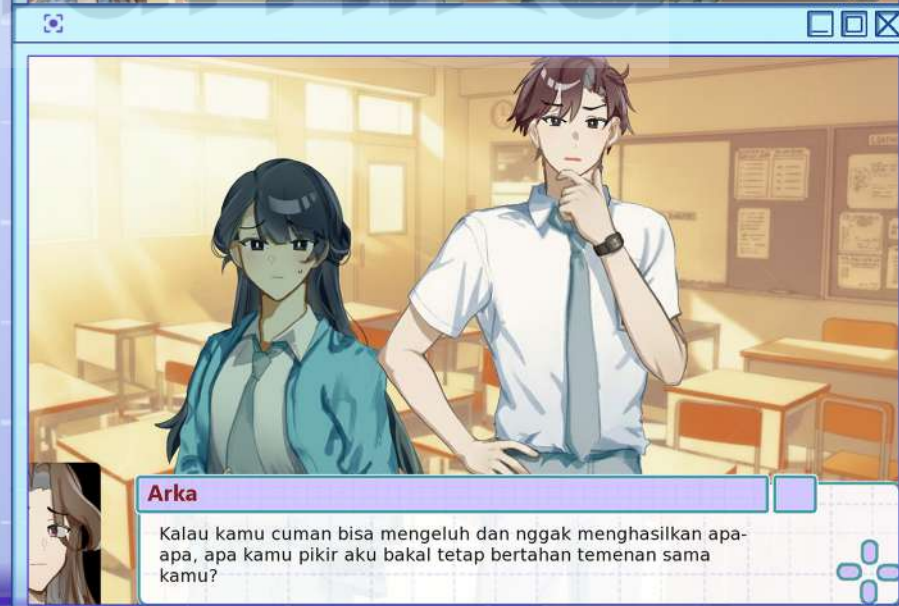 Arka
Kalau kamu cuman bisa mengeluh dan nggak menghasilkan apa-
apa, apa kamu pikir aku bakal tetap bertahan temenan sama
kamu?